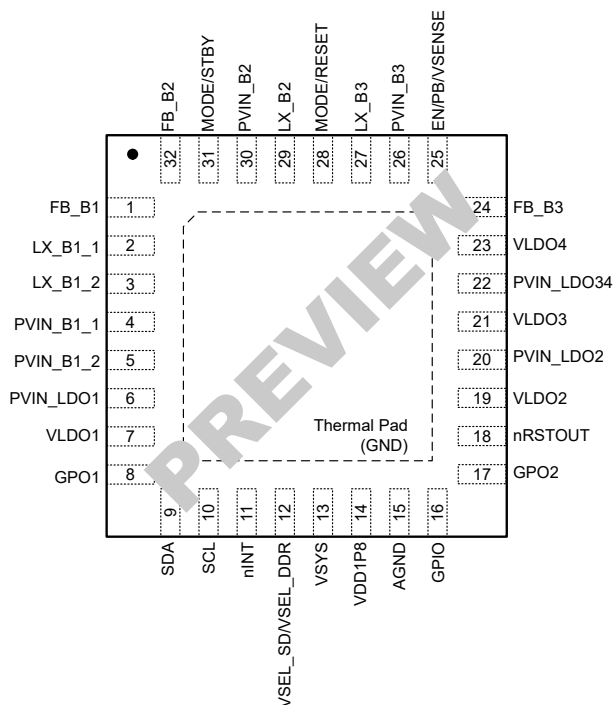 FB_B2
MODE/STBY
PVIN_B2
LX_B2
MODE/RESET
LX_B3
PVIN_B3
EN/PB/VSENSE
32
31
30
29
28
27
26
25
FB_B1
1
LX_B1_1
2
LX_B1_2
3
PVIN_B1_1
4
PVIN_B1_2
5
PVIN_LDO1
6
VLDO1
7
GPO1
8
24
FB_B3
23
VLDO4
22
PVIN_LDO34
21
VLDO3
20
PVIN_LDO2
19
VLDO2
18
nRSTOUT
17
GPO2
PREVIEW
Thermal Pad
(GND)
9
10
11
12
13
14
15
16
SDA
SCL
nINT
VSEL_SD/VSEL_DDR
VSYS
VDD1P8
AGND
GPIO